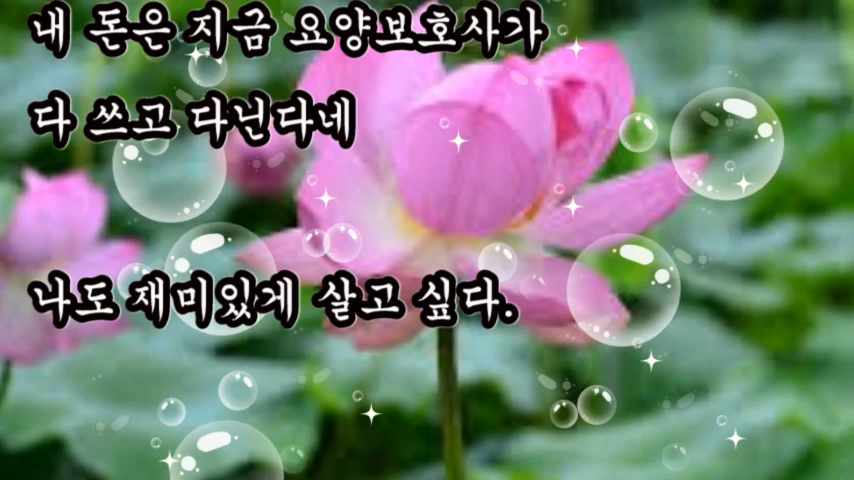 내 돈은 지금 요양보호사가
다 쓰고 다닌다네
나도 재미있게 살고 싶다.